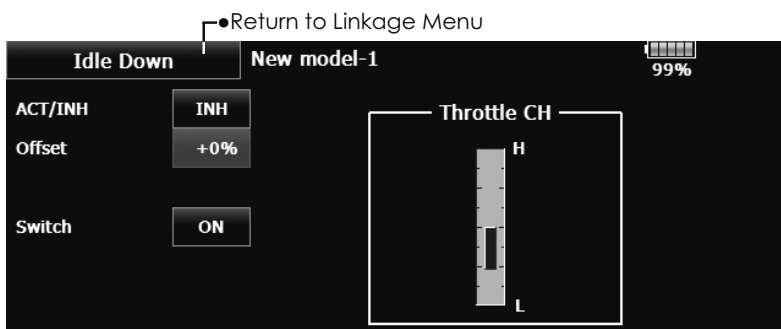 ●Return to Linkage Menu
Idle Down New model-1 99%
ACT/INH INH
Throttle CH
Offset +0%
H
Switch ON
L